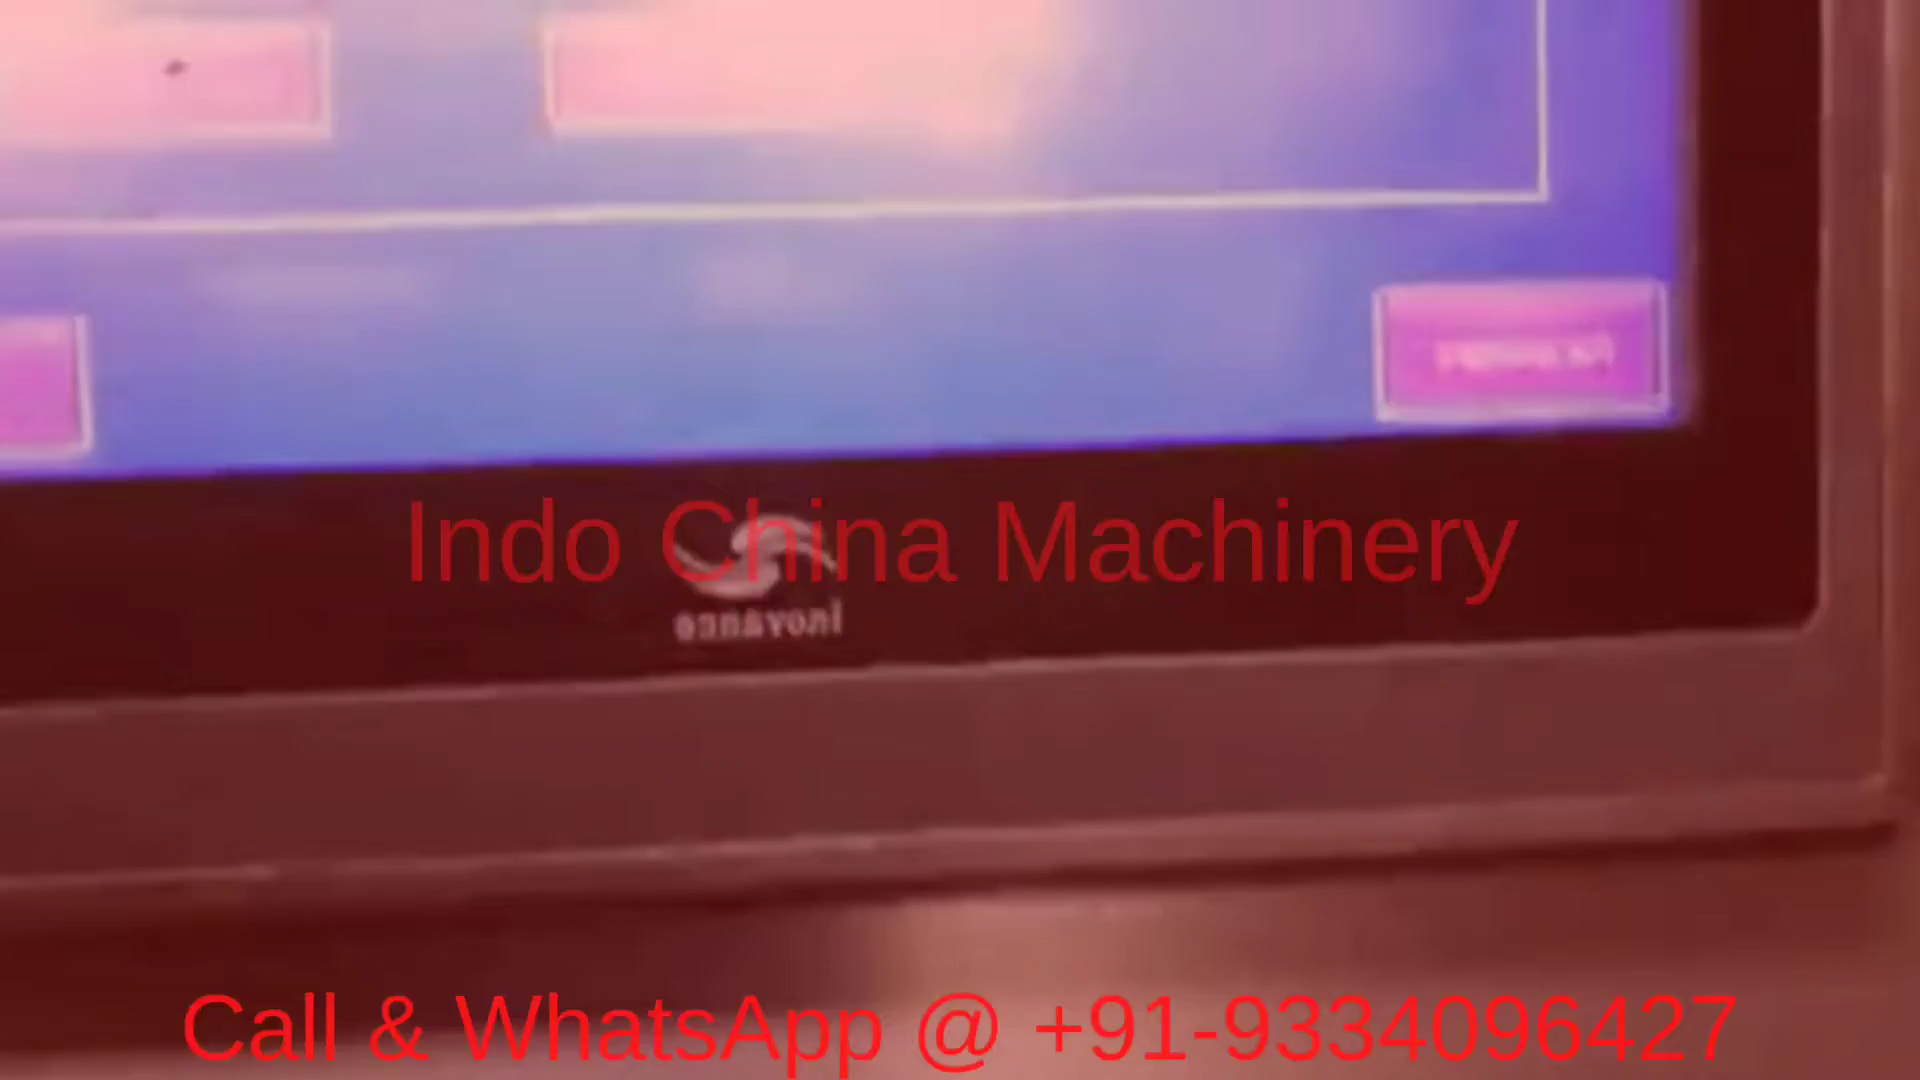 Indo China Machinery
Inovance
Call & WhatsApp @ +91-9334096427